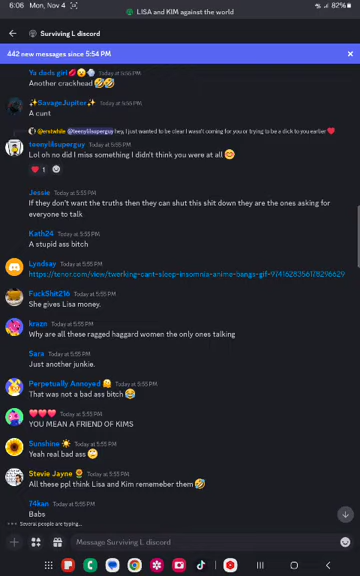 6:06 Mon, Nov 4
82%
LISA and KIM against the world
Surviving L discord
442 new messages since 5:54 PM
Ya dads girl💋😮💨 Today at 5:55 PM
Another crackhead 🤣🤣
✨SavageJupiter✨ Today at 5:55 PM
A cunt
@erstwhile @teenylilsuperguy hey, I just wanted to be clear I wasn't coming for you or trying to be a dick to you earlier ❤️
teenylilsuperguy Today at 5:55 PM
Lol oh no did I miss something I didn't think you were at all 😊
❤️ 1
Jessie Today at 5:55 PM
If they don't want the truths then they can shut this shit down they are the ones asking for
everyone to talk
Kath24 Today at 5:55 PM
A stupid ass bitch
Lyndsay Today at 5:55 PM
https://tenor.com/view/twerking-cant-sleep-insomnia-anime-bangs-gif-9741628356178296629
FuckShit216 Today at 5:55 PM
She gives Lisa money.
krazn Today at 5:55 PM
Why are all these ragged haggard women the only ones talking
Sara Today at 5:55 PM
Just another junkie.
Perpetually Annoyed 🫠 Today at 5:55 PM
That was not a bad ass bitch 😂
❤️❤️❤️ Today at 5:55 PM
YOU MEAN A FRIEND OF KIMS
Sunshine ☀️ Today at 5:55 PM
Yeah real bad ass 🙄
Stevie Jayne 🌻 Today at 5:55 PM
All these ppl think Lisa and Kim rememeber them 🤣
74kan Today at 5:55 PM
Babs
Several people are typing...
Message Surviving L discord